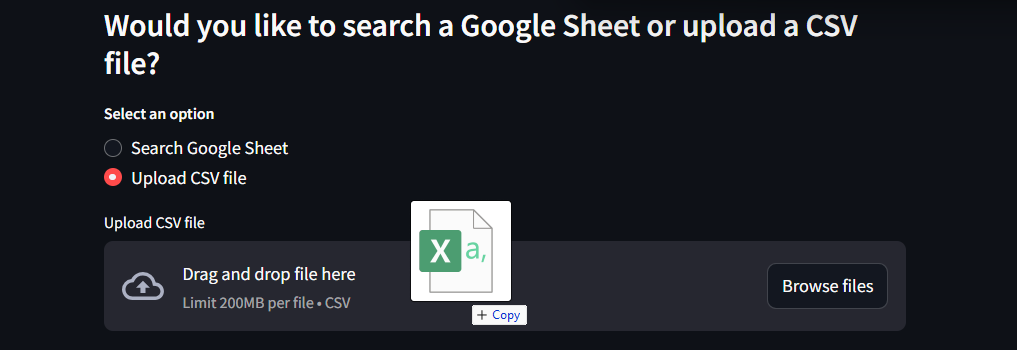 Would you like to search a Google Sheet or upload a CSV
file?
Select an option
Search Google Sheet
Upload CSV file
Upload CSV file
X a,
Drag and drop file here
Limit 200MB per file • CSV
Browse files
+ Copy